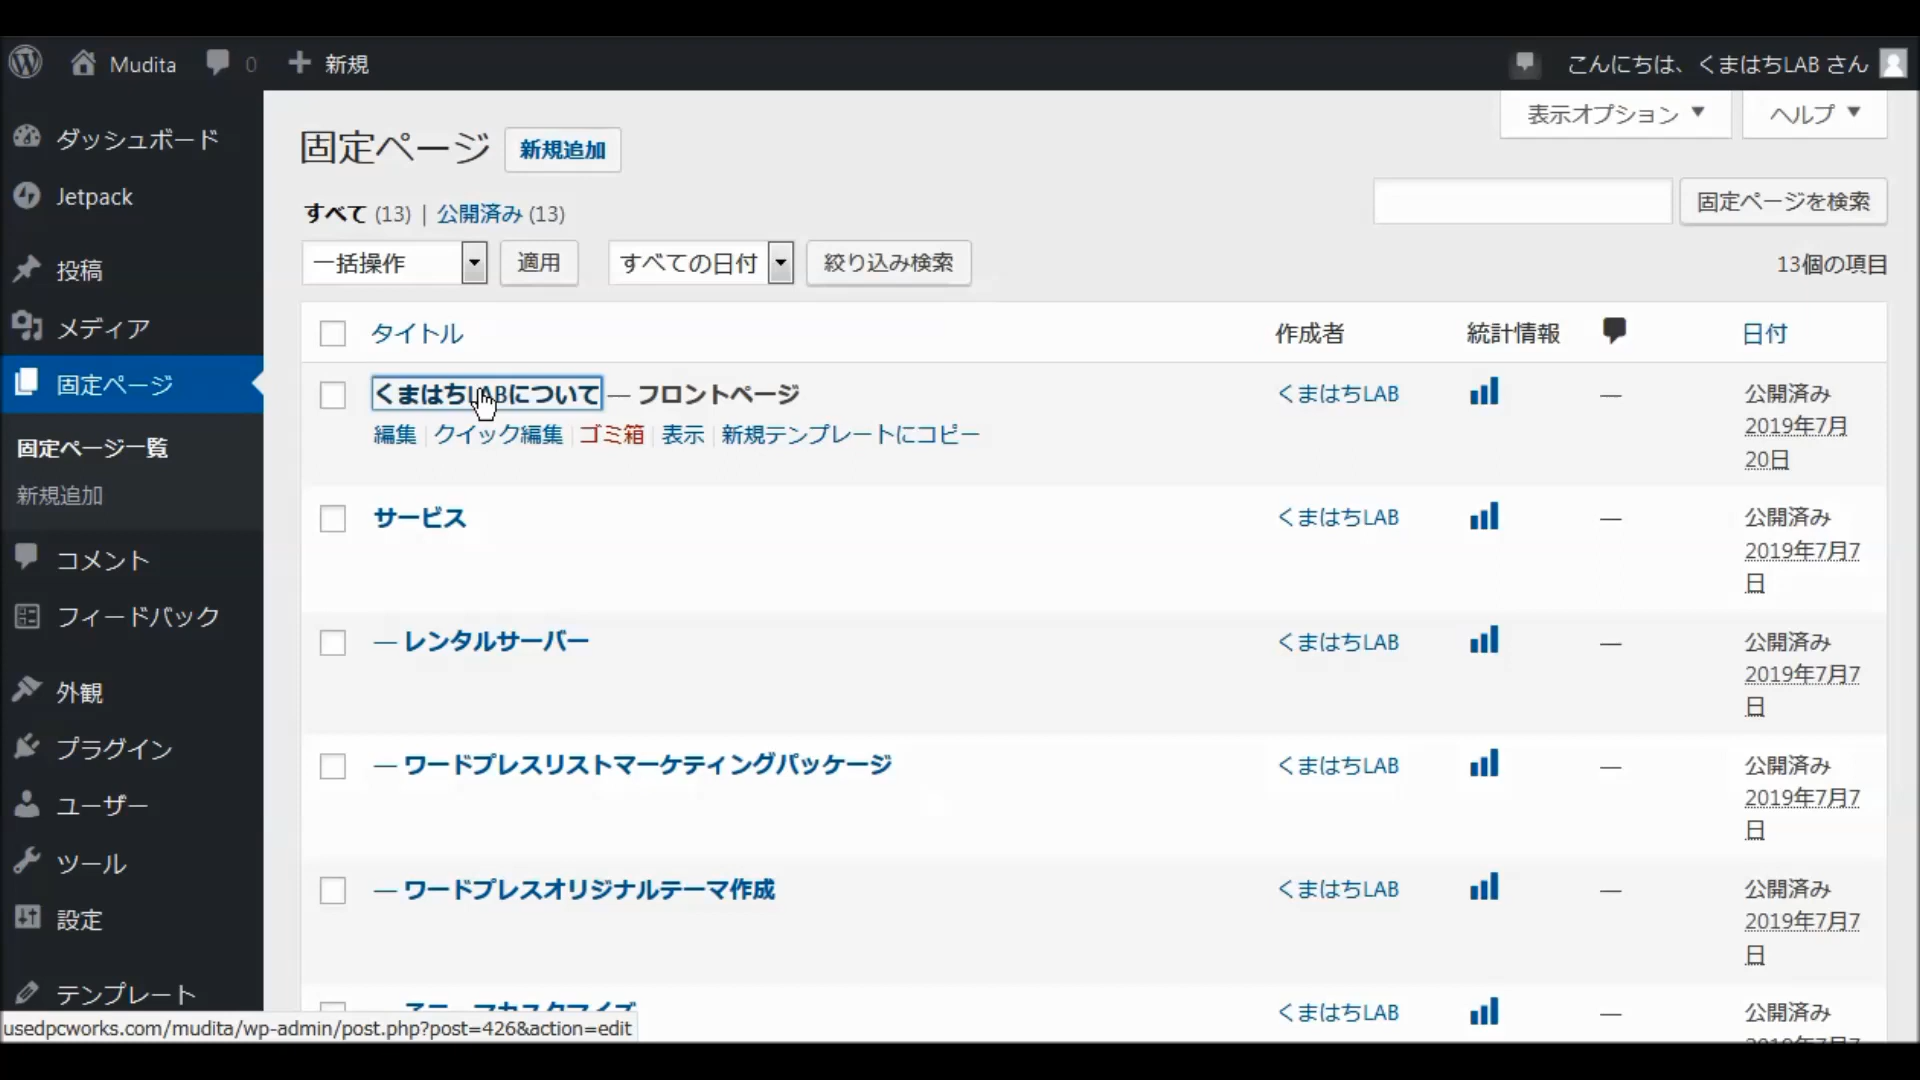 Mudita 0 新規 こんにちは、くまはちLAB さん
表示オプション ▼ ヘルプ ▼
ダッシュボード
Jetpack
投稿
メディア
固定ページ
固定ページ一覧
新規追加
コメント
フィードバック
外観
プラグイン
ユーザー
ツール
設定
テンプレート
固定ページ 新規追加
すべて (13) | 公開済み (13)
固定ページを検索
一括操作 適用 すべての日付 絞り込み検索 13個の項目
タイトル 作成者 統計情報 日付
くまはちLABについて — フロントページ くまはちLAB — 公開済み
編集 | クイック編集 | ゴミ箱 | 表示 | 新規テンプレートにコピー 2019年7月
20日
サービス くまはちLAB — 公開済み
2019年7月7
日
— レンタルサーバー くまはちLAB — 公開済み
2019年7月7
日
— ワードプレスリストマーケティングパッケージ くまはちLAB — 公開済み
2019年7月7
日
— ワードプレスオリジナルテーマ作成 くまはちLAB — 公開済み
2019年7月7
日
くまはちLAB — 公開済み
usedpcworks.com/mudita/wp-admin/post.php?post=426&action=edit